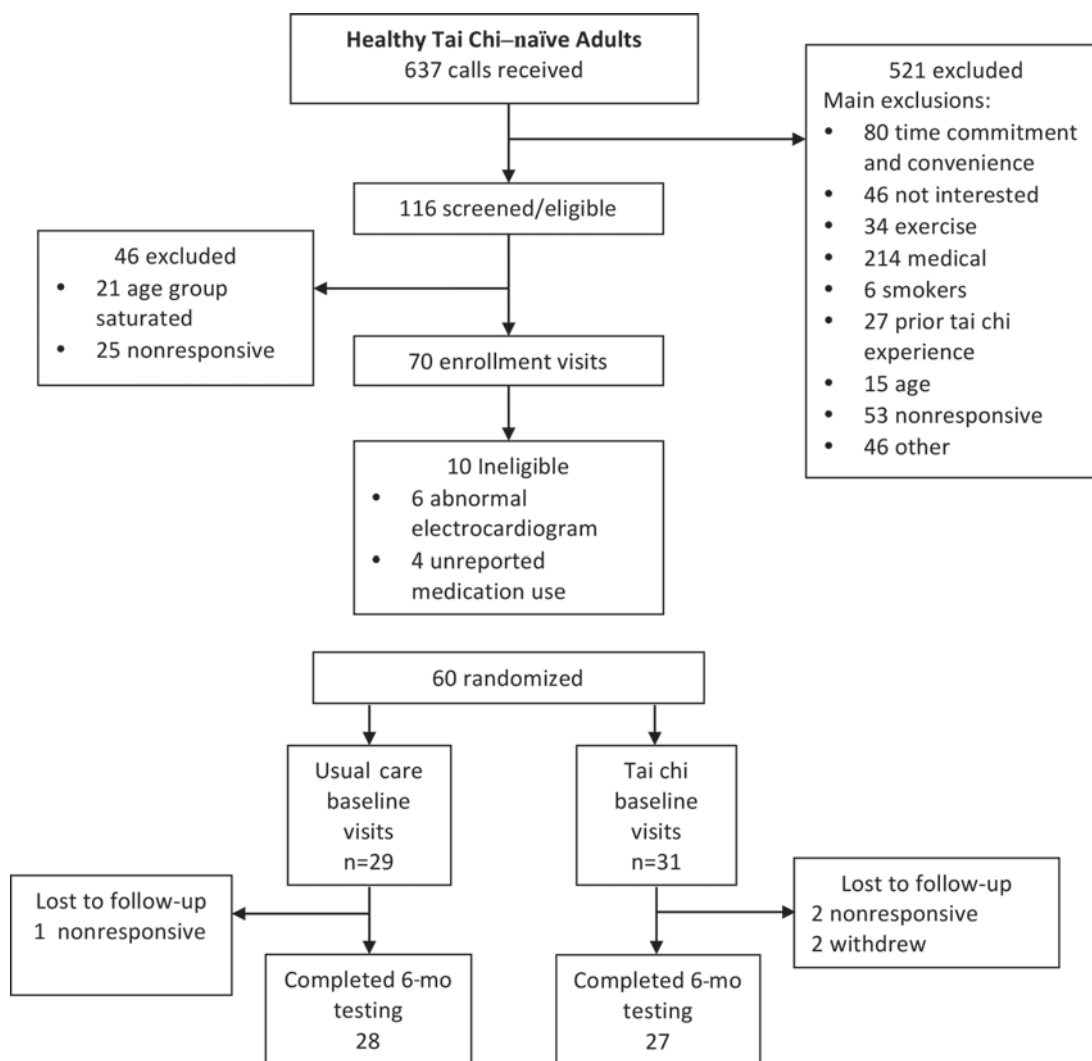 Healthy Tai Chi–naïve Adults
637 calls received
521 excluded
Main exclusions:
• 80 time commitment
and convenience
• 46 not interested
• 34 exercise
• 214 medical
• 6 smokers
• 27 prior tai chi
experience
• 15 age
• 53 nonresponsive
• 46 other
116 screened/eligible
46 excluded
• 21 age group
saturated
• 25 nonresponsive
70 enrollment visits
10 Ineligible
• 6 abnormal
electrocardiogram
• 4 unreported
medication use
60 randomized
Usual care
baseline
visits
n=29
Tai chi
baseline
visits
n=31
Lost to follow-up
1 nonresponsive
Lost to follow-up
2 nonresponsive
2 withdrew
Completed 6-mo
testing
28
Completed 6-mo
testing
27